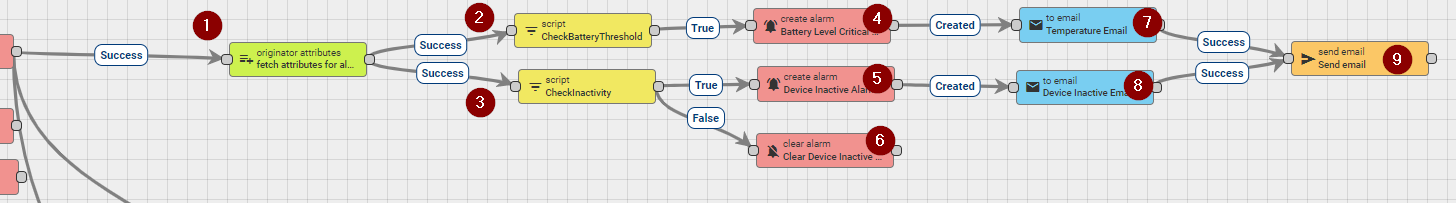 1
Success
originator attributes
fetch attributes for al...
2
Success
script
CheckBatteryThreshold
True
create alarm
Battery Level Critical ...
4
Created
to email
Temperature Email
7
Success
3
Success
script
CheckInactivity
True
create alarm
Device Inactive Alar...
5
Created
to email
Device Inactive Email
8
Success
send email
Send email
9
False
clear alarm
Clear Device Inactive ...
6